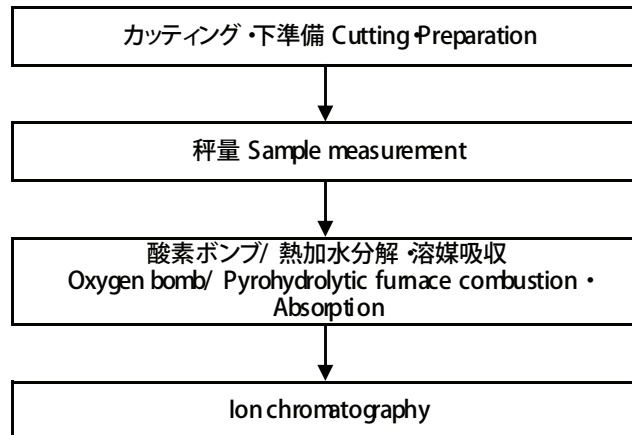 カッティング・下準備 Cutting・Preparation
秤量 Sample measurement
酸素ボンブ/ 熱加水分解・溶媒吸収
Oxygen bomb/ Pyrohydrolytic furnace combustion・
Absorption
Ion chromatography